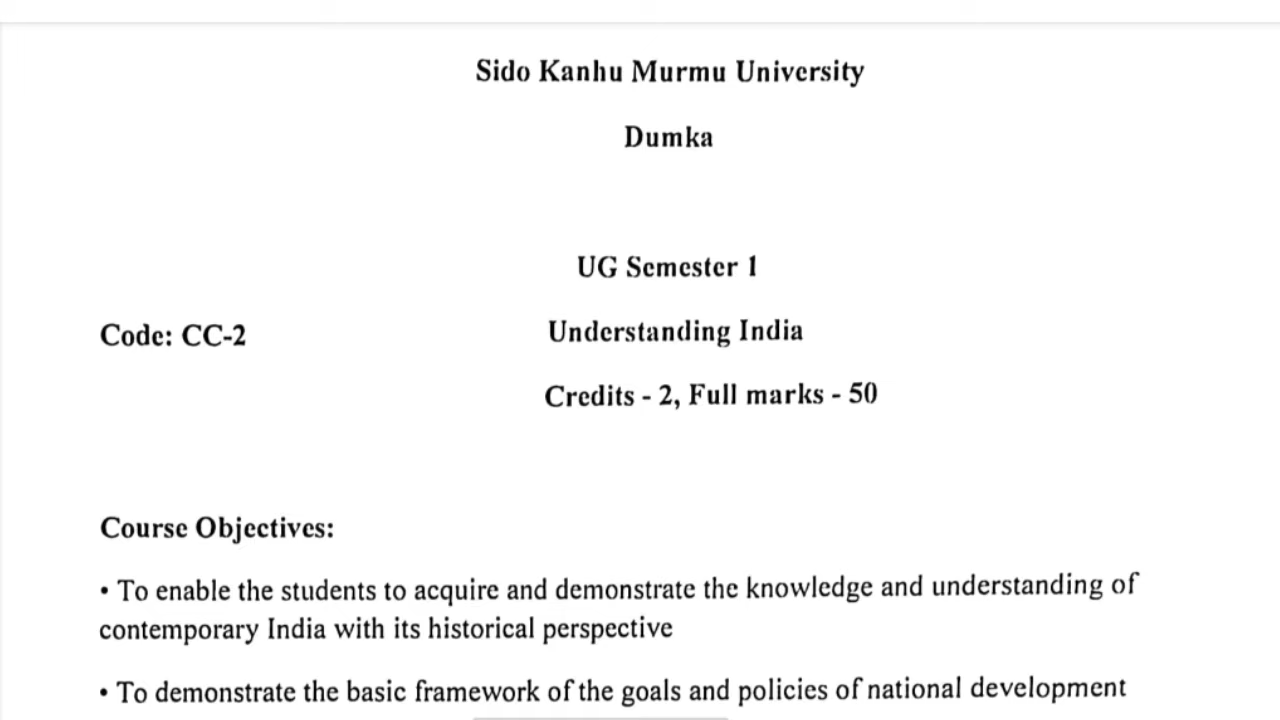 Sido Kanhu Murmu University
Dumka
UG Semester 1
Code: CC-2
Understanding India
Credits - 2, Full marks - 50
Course Objectives:
• To enable the students to acquire and demonstrate the knowledge and understanding of
contemporary India with its historical perspective
• To demonstrate the basic framework of the goals and policies of national development